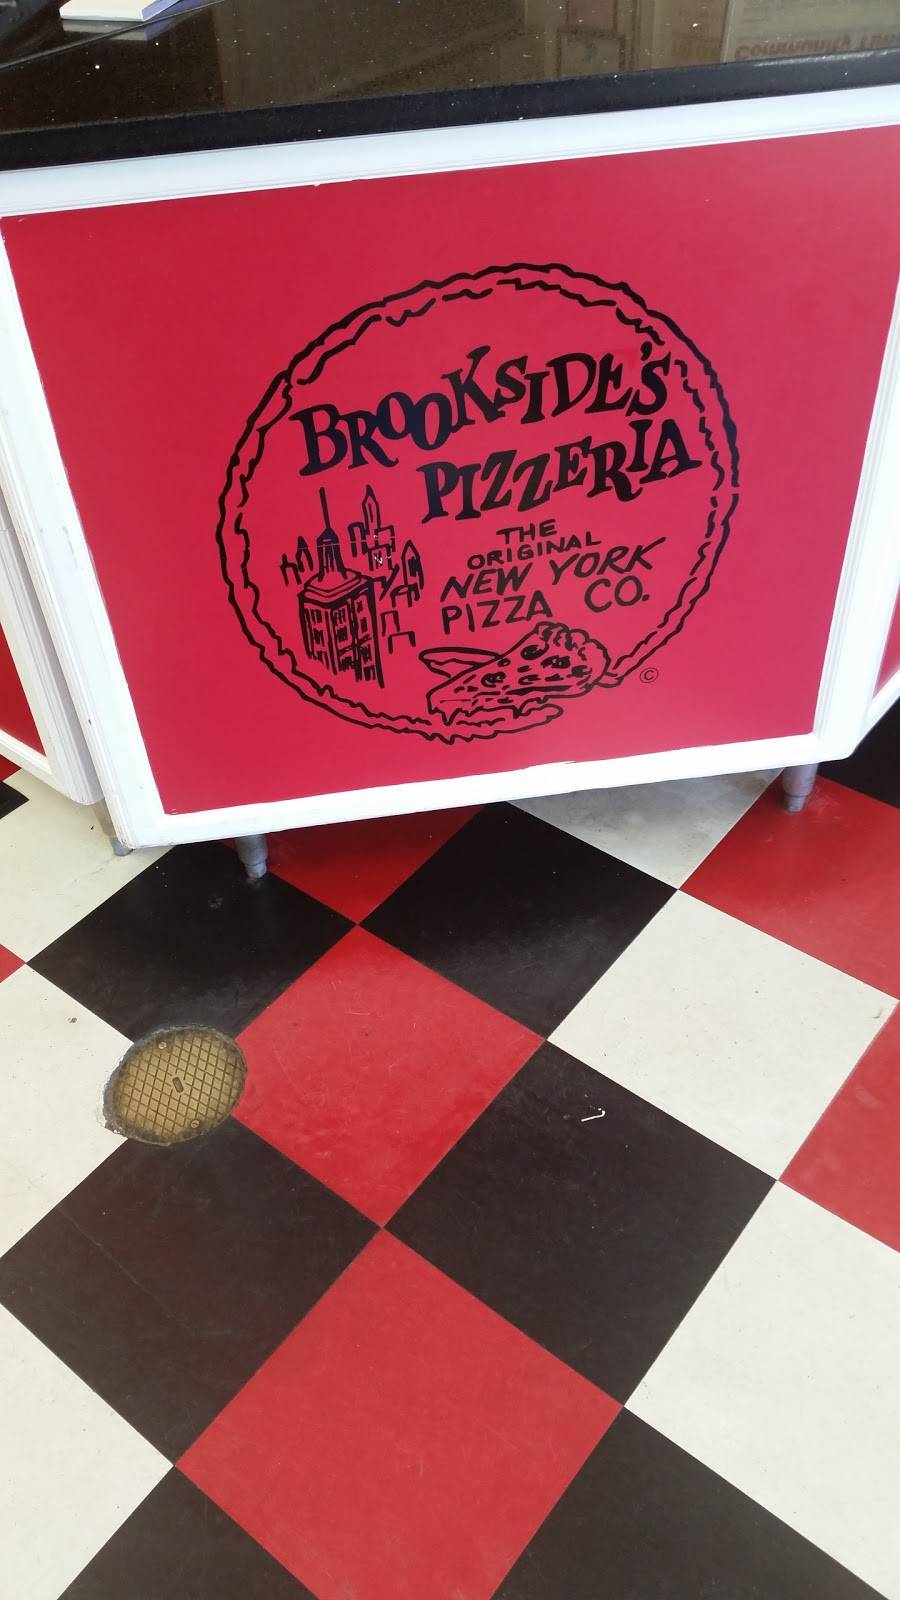 BROOKSIDE'S
PIZZERIA
THE
ORIGINAL
NEW YORK
PIZZA CO.
©